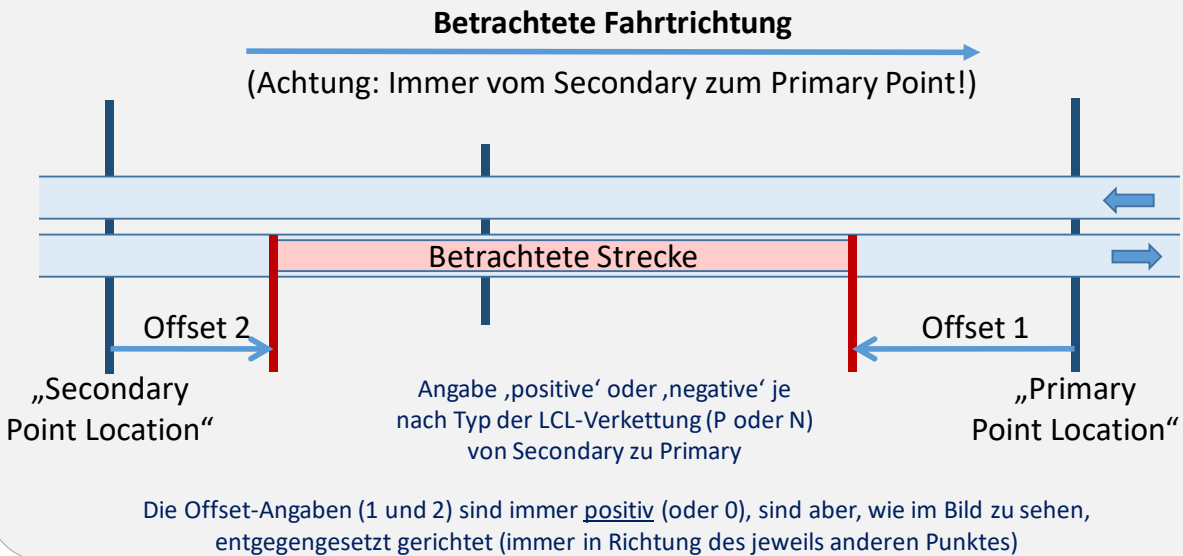 Betrachtete Fahrtrichtung
(Achtung: Immer vom Secondary zum Primary Point!)
Betrachtete Strecke
Offset 2
Offset 1
„Secondary
Point Location“
Angabe ‚positive‘ oder ‚negative‘ je
nach Typ der LCL-Verkettung (P oder N)
von Secondary zu Primary
„Primary
Point Location“
Die Offset-Angaben (1 und 2) sind immer positiv (oder 0), sind aber, wie im Bild zu sehen,
entgegengesetzt gerichtet (immer in Richtung des jeweils anderen Punktes)